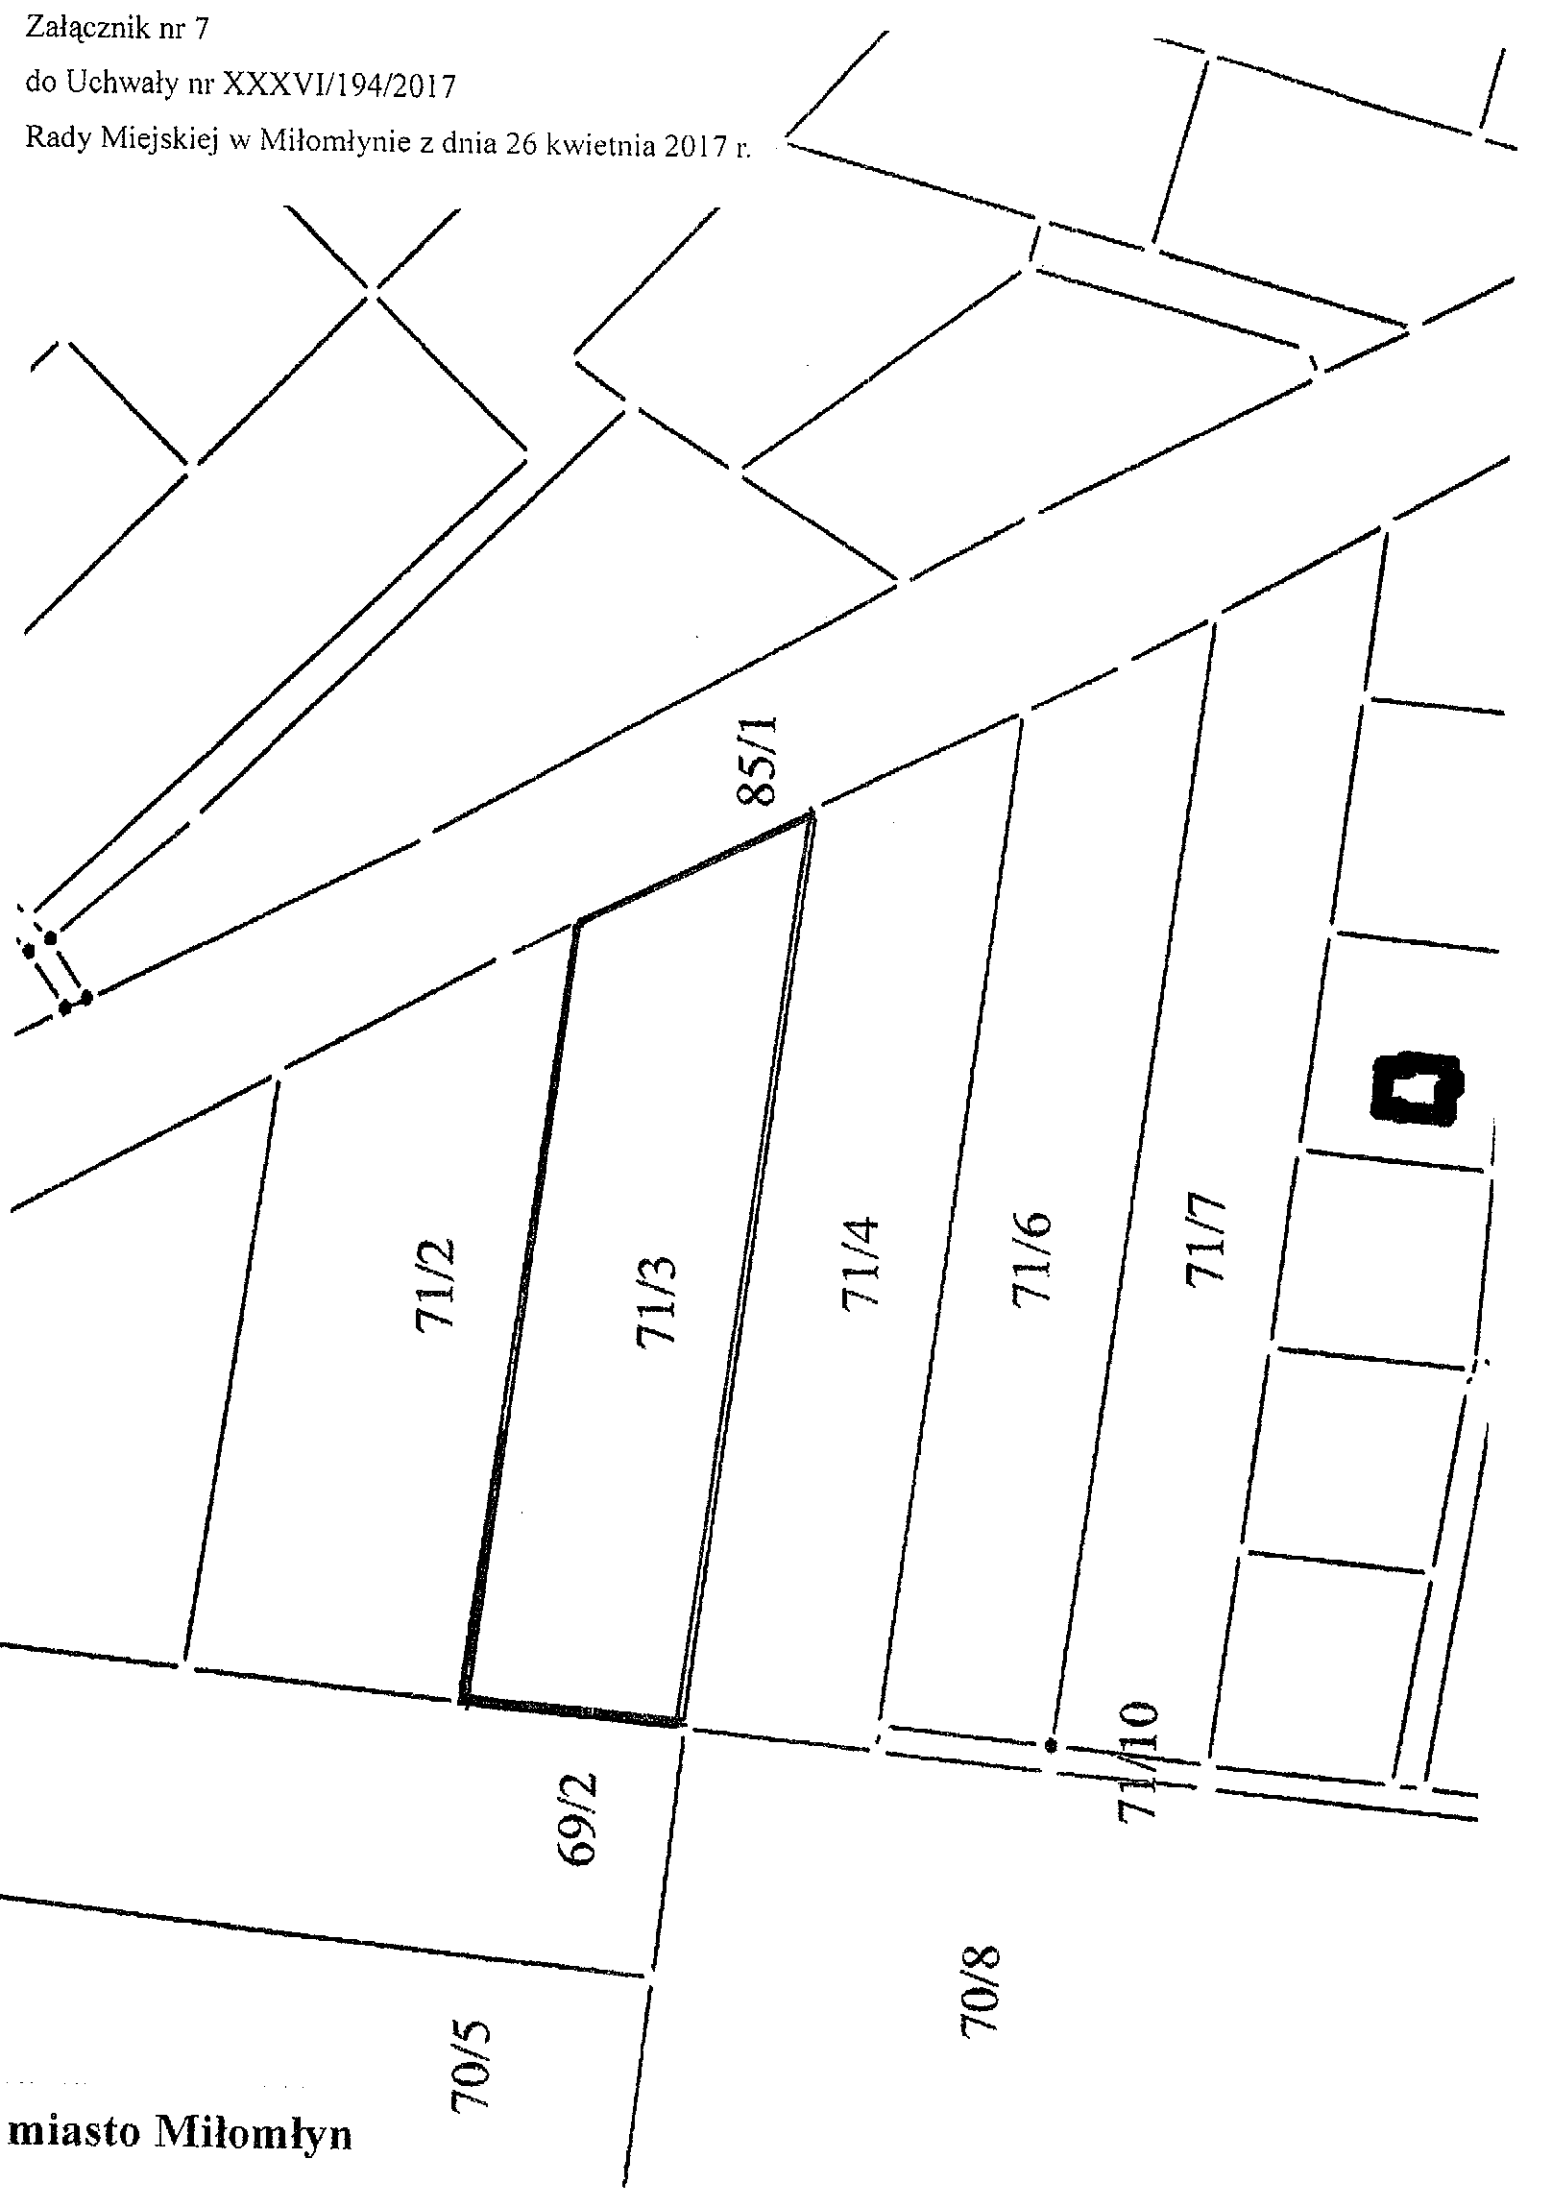 Załącznik nr 7
do Uchwały nr XXXVI/194/2017
Rady Miejskiej w Miłomłynie z dnia 26 kwietnia 2017 r.
85/1
71/2
71/3
71/4
71/6
71/7
71/10
69/2
70/8
70/5
miasto Miłomłyn